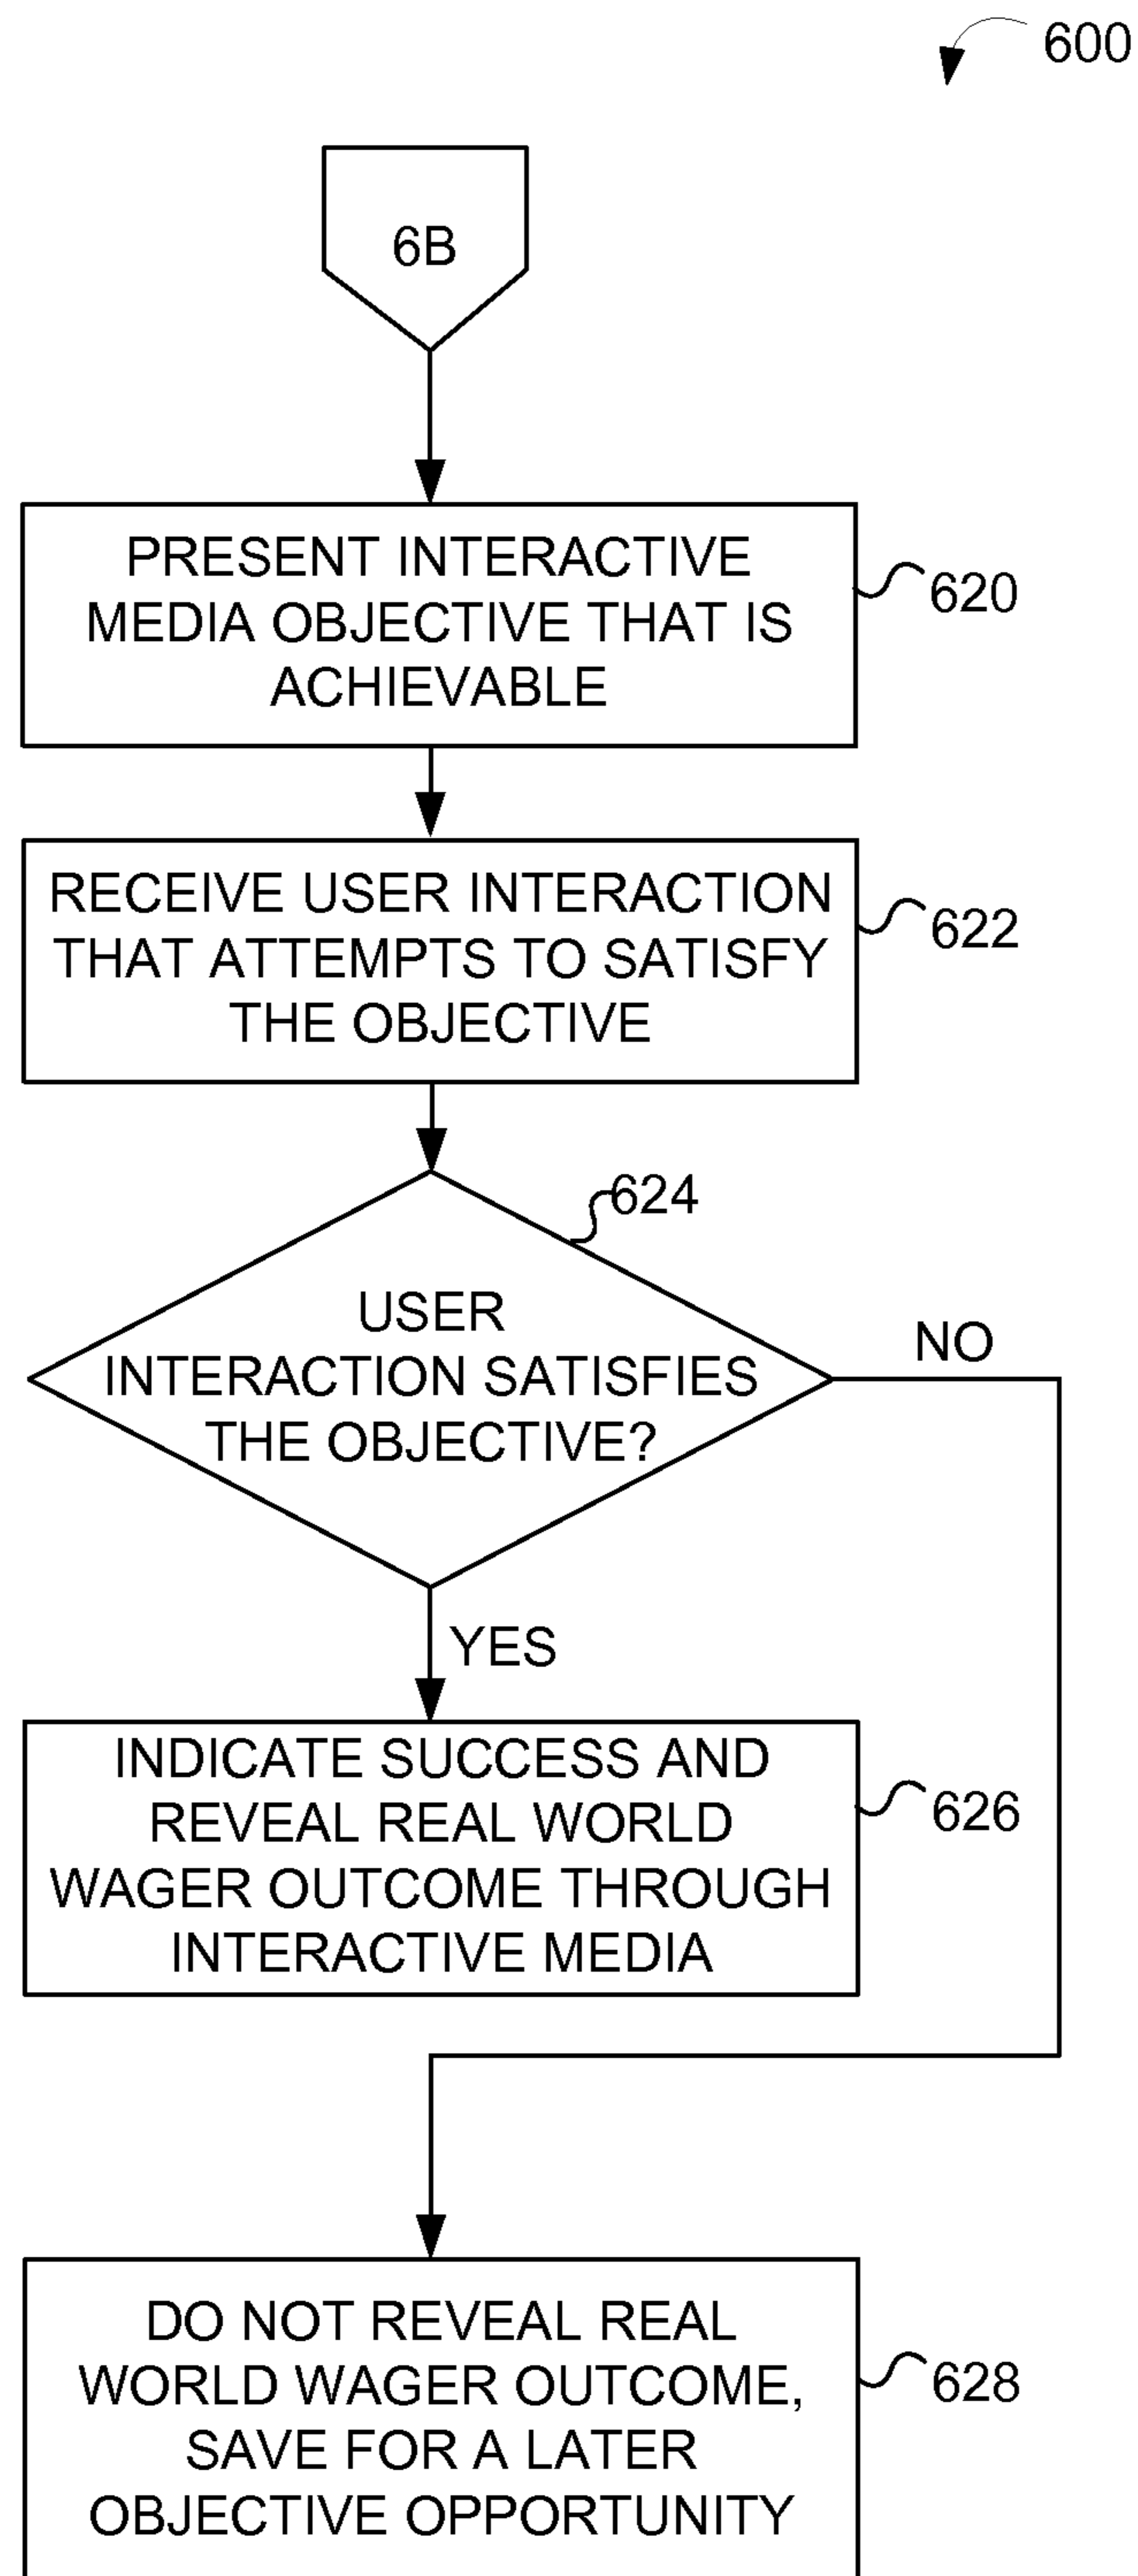 600
6B
PRESENT INTERACTIVE
MEDIA OBJECTIVE THAT IS
ACHIEVABLE
620
RECEIVE USER INTERACTION
THAT ATTEMPTS TO SATISFY
THE OBJECTIVE
622
624
USER
INTERACTION SATISFIES
THE OBJECTIVE?
NO
YES
INDICATE SUCCESS AND
REVEAL REAL WORLD
WAGER OUTCOME THROUGH
INTERACTIVE MEDIA
626
DO NOT REVEAL REAL
WORLD WAGER OUTCOME,
SAVE FOR A LATER
OBJECTIVE OPPORTUNITY
628